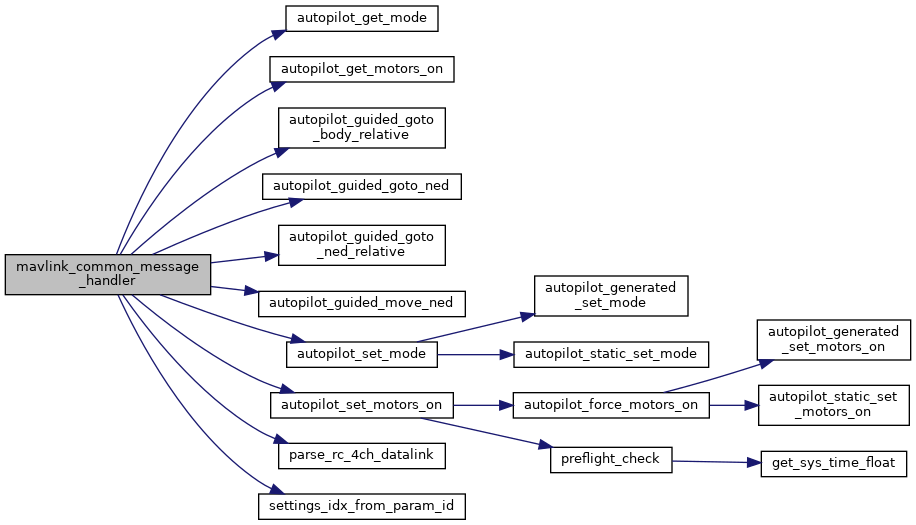 autopilot_get_mode
autopilot_get_motors_on
autopilot_guided_goto
_body_relative
autopilot_guided_goto_ned
autopilot_guided_goto
_ned_relative
mavlink_common_message
_handler
autopilot_guided_move_ned
autopilot_generated
_set_mode
autopilot_set_mode
autopilot_static_set_mode
autopilot_generated
_set_motors_on
autopilot_set_motors_on
autopilot_force_motors_on
autopilot_static_set
_motors_on
parse_rc_4ch_datalink
preflight_check
get_sys_time_float
settings_idx_from_param_id